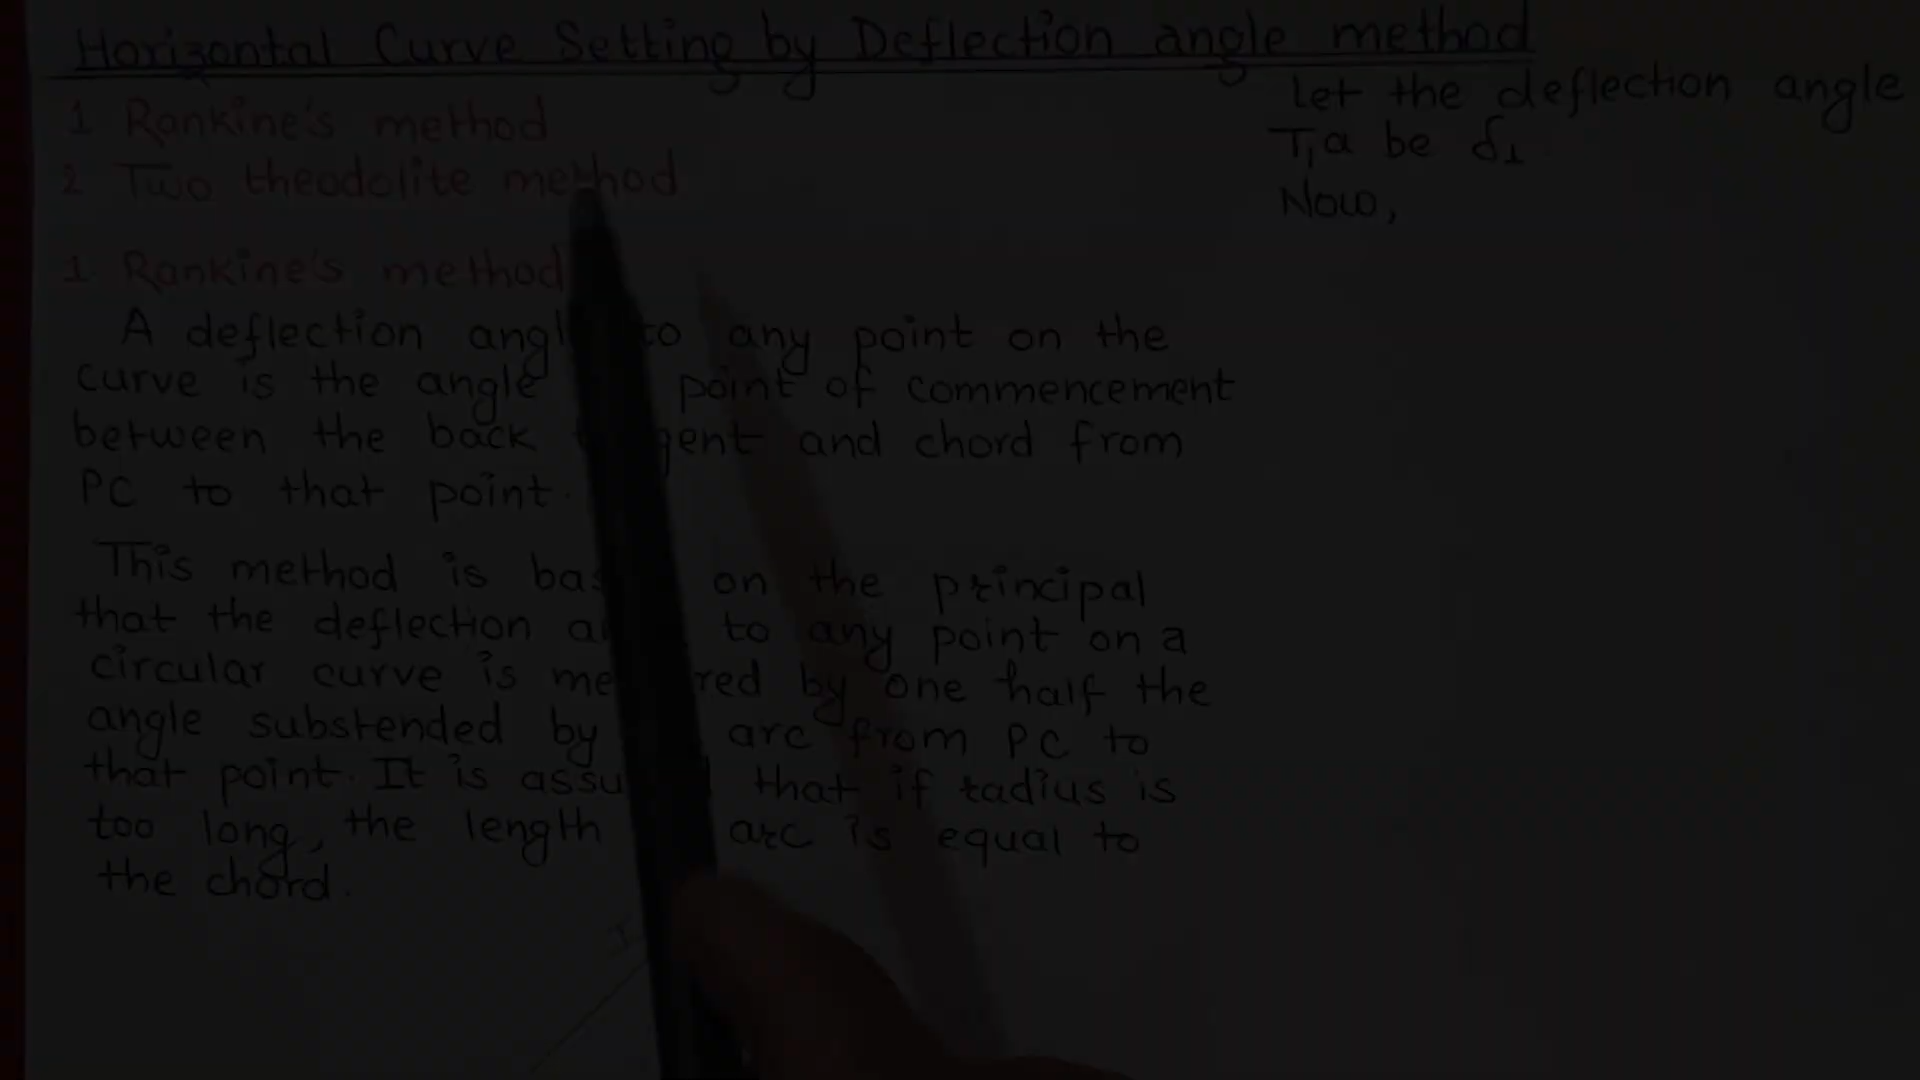 Horizontal Curve Setting by Deflection angle method
1 Rankine's method
2 Two theodolite method
1. Rankine's method
A deflection angl to any point on the
curve is the angle point of commencement
between the back gent and chord from
PC to that point.
This method is bas on the principal
that the deflection a to any point on a
circular curve is me red by one half the
angle substended by arc from PC to
that point. It is assu that if radius is
too long, the length arc is equal to
the chord.
I
Let the deflection angle
T₁a be δ₁
Now,